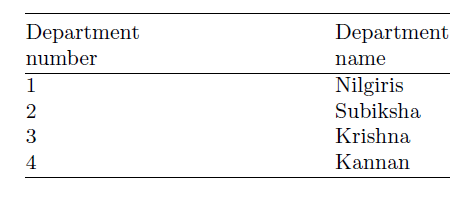 Department Department
number name
1 Nilgiris
2 Subiksha
3 Krishna
4 Kannan